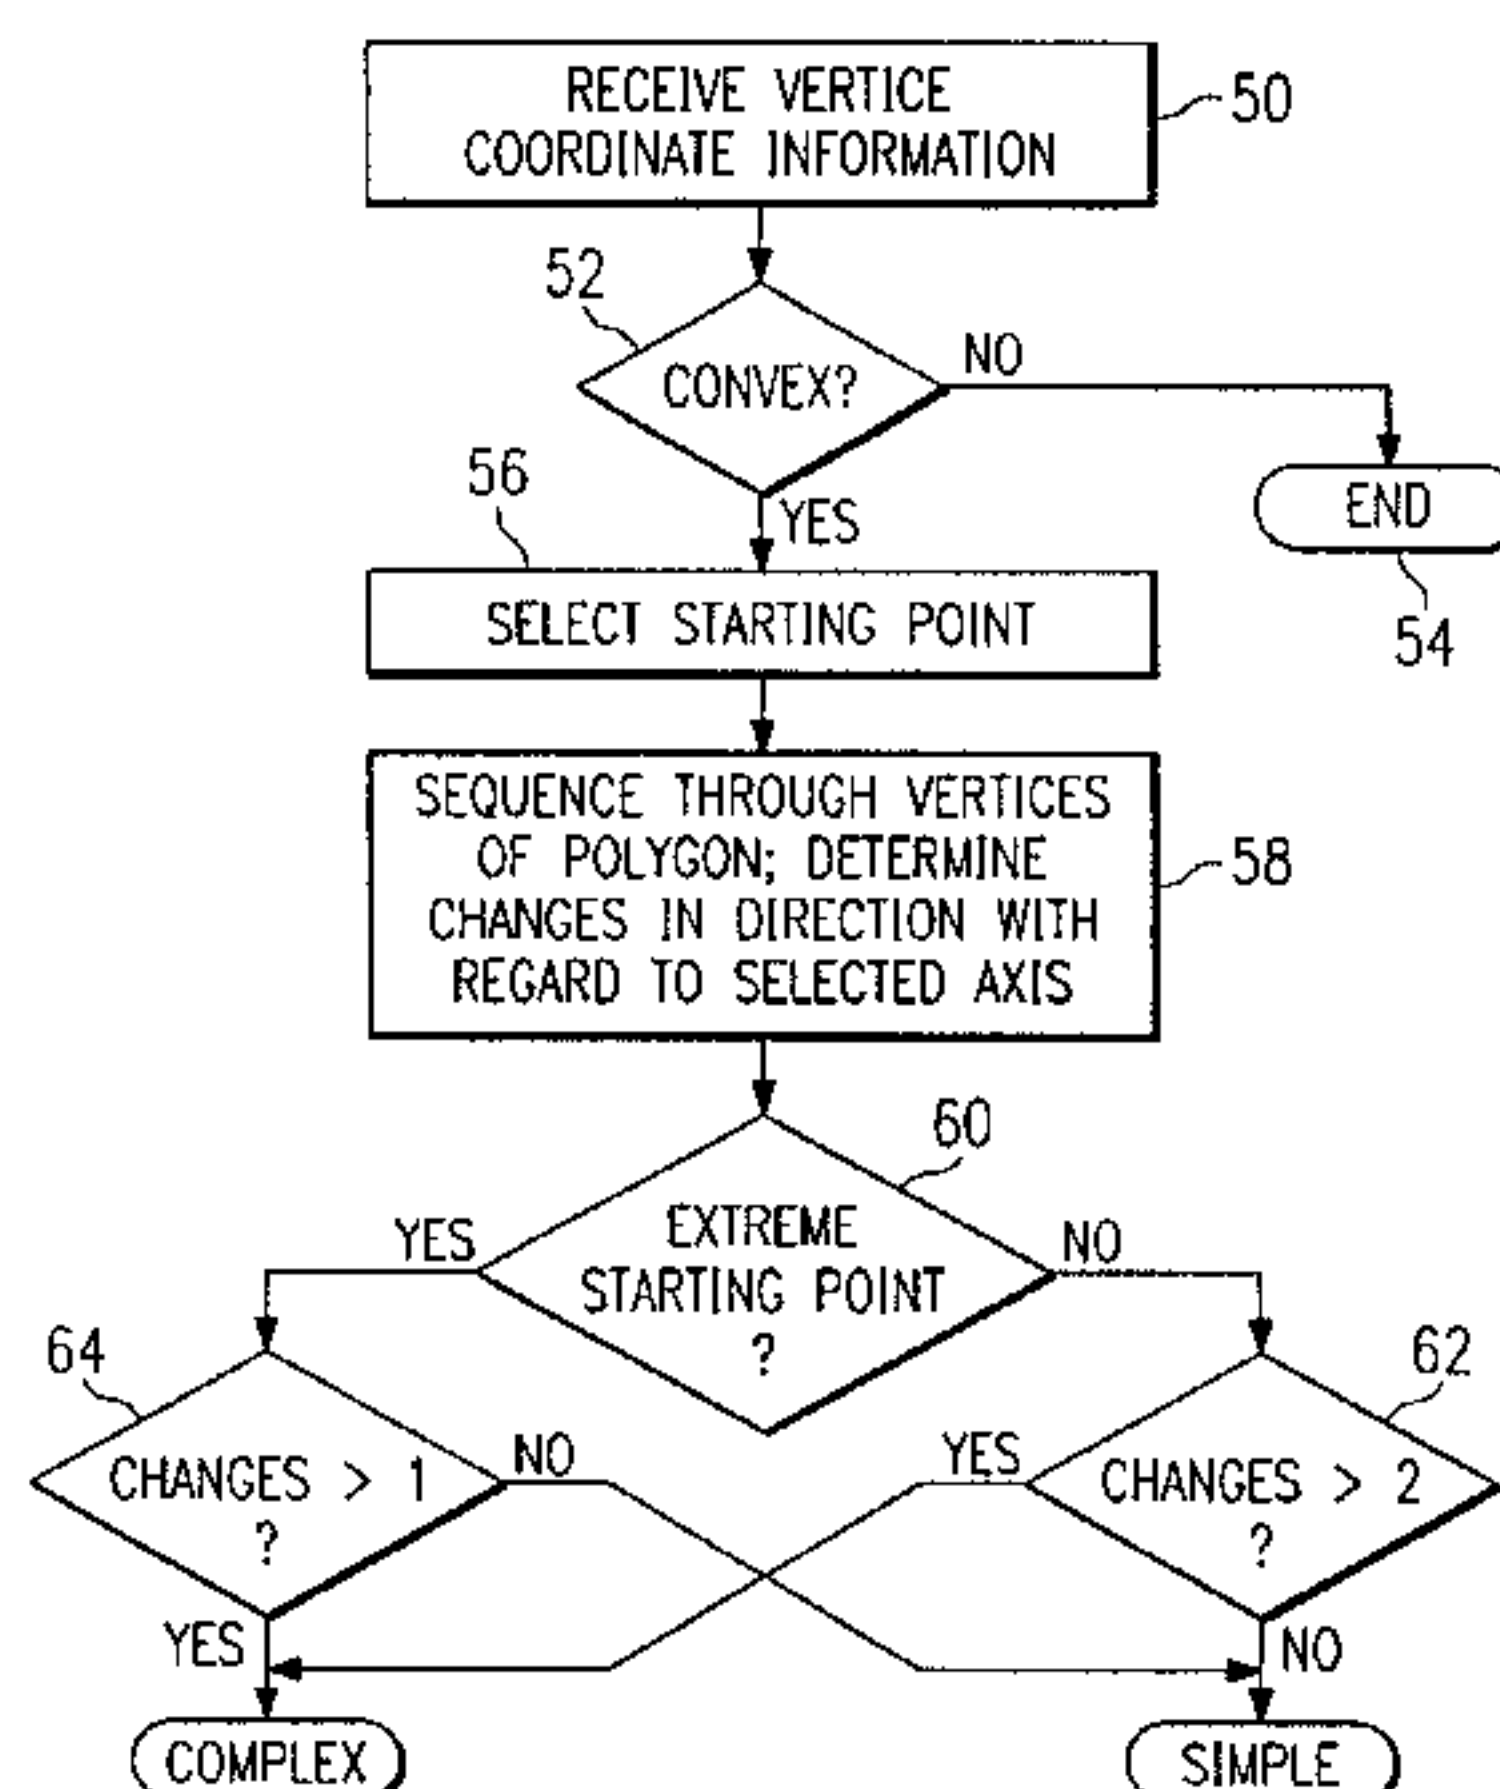 RECEIVE VERTICE
COORDINATE INFORMATION
50
52
CONVEX?
NO
YES
END
54
56
SELECT STARTING POINT
SEQUENCE THROUGH VERTICES
OF POLYGON; DETERMINE
CHANGES IN DIRECTION WITH
REGARD TO SELECTED AXIS
58
60
EXTREME
STARTING POINT
?
YES
NO
64
CHANGES > 1
?
NO
YES
62
CHANGES > 2
?
YES
NO
COMPLEX
SIMPLE